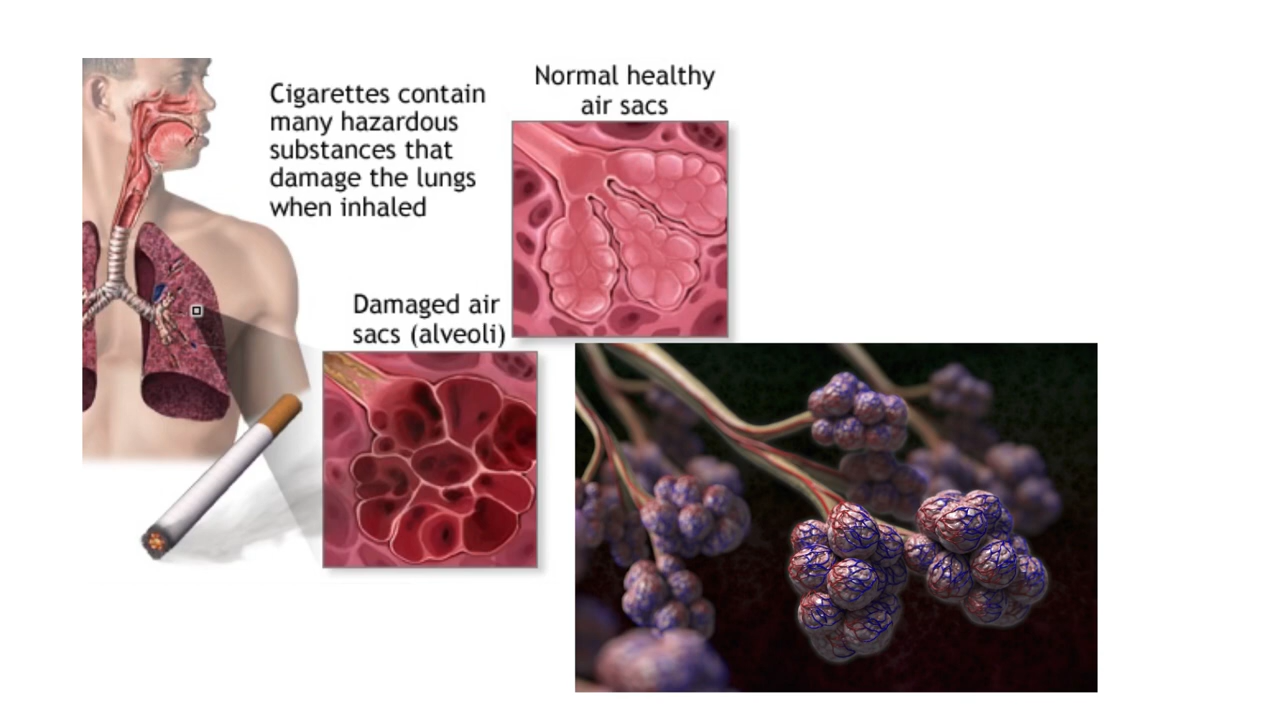 Cigarettes contain
many hazardous
substances that
damage the lungs
when inhaled
Normal healthy
air sacs
Damaged air
sacs (alveoli)